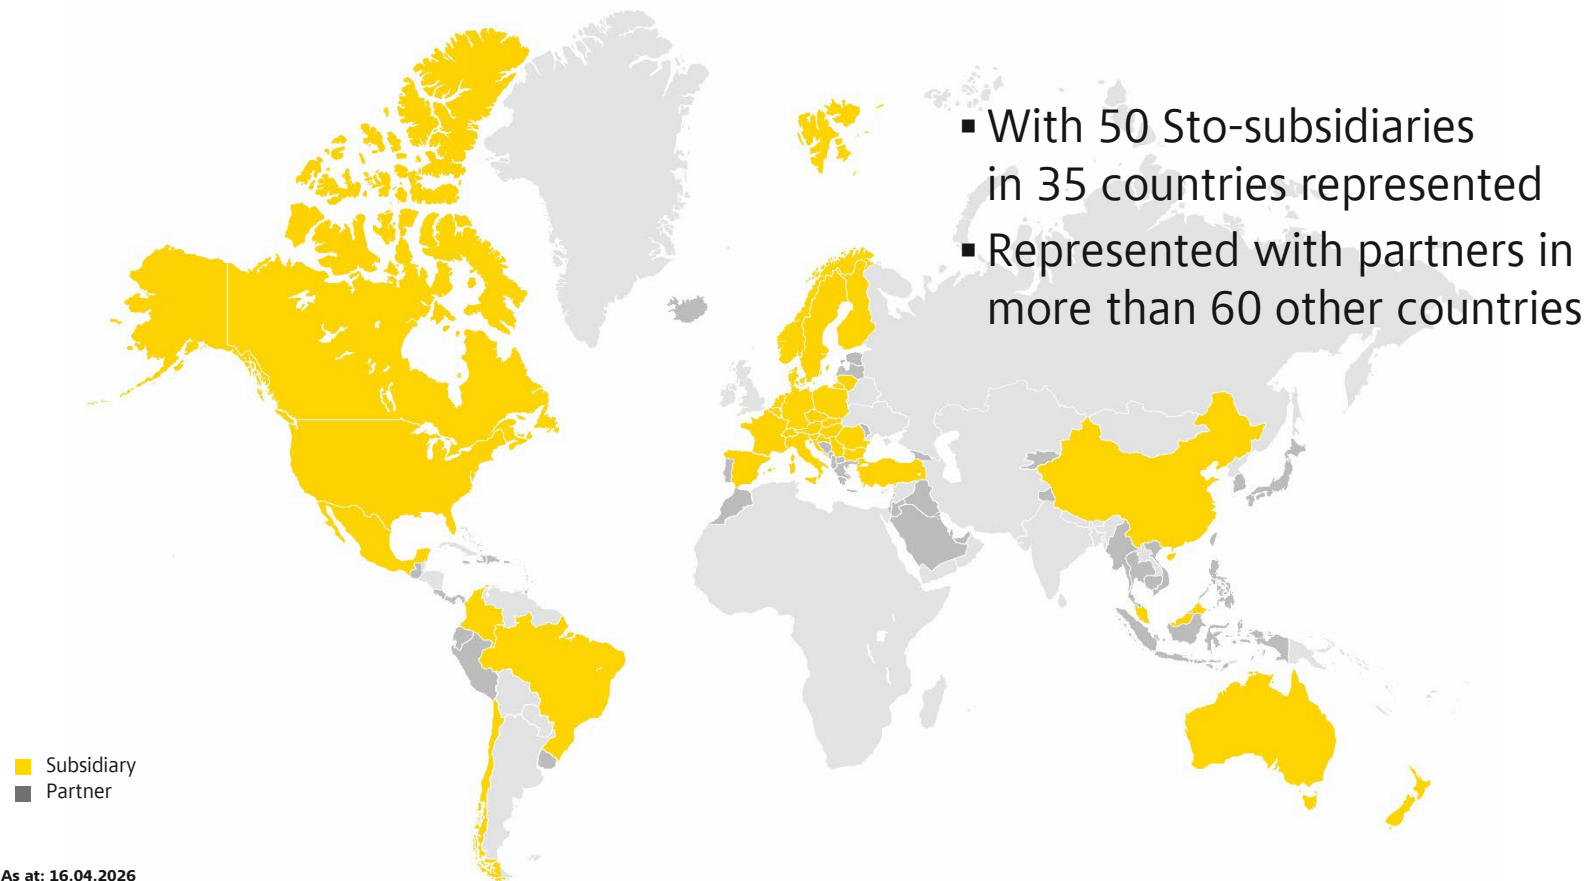 ▪ With 50 Sto-subsidiaries
in 35 countries represented
▪ Represented with partners in
more than 60 other countries
Subsidiary
Partner
As at: 16.04.2026